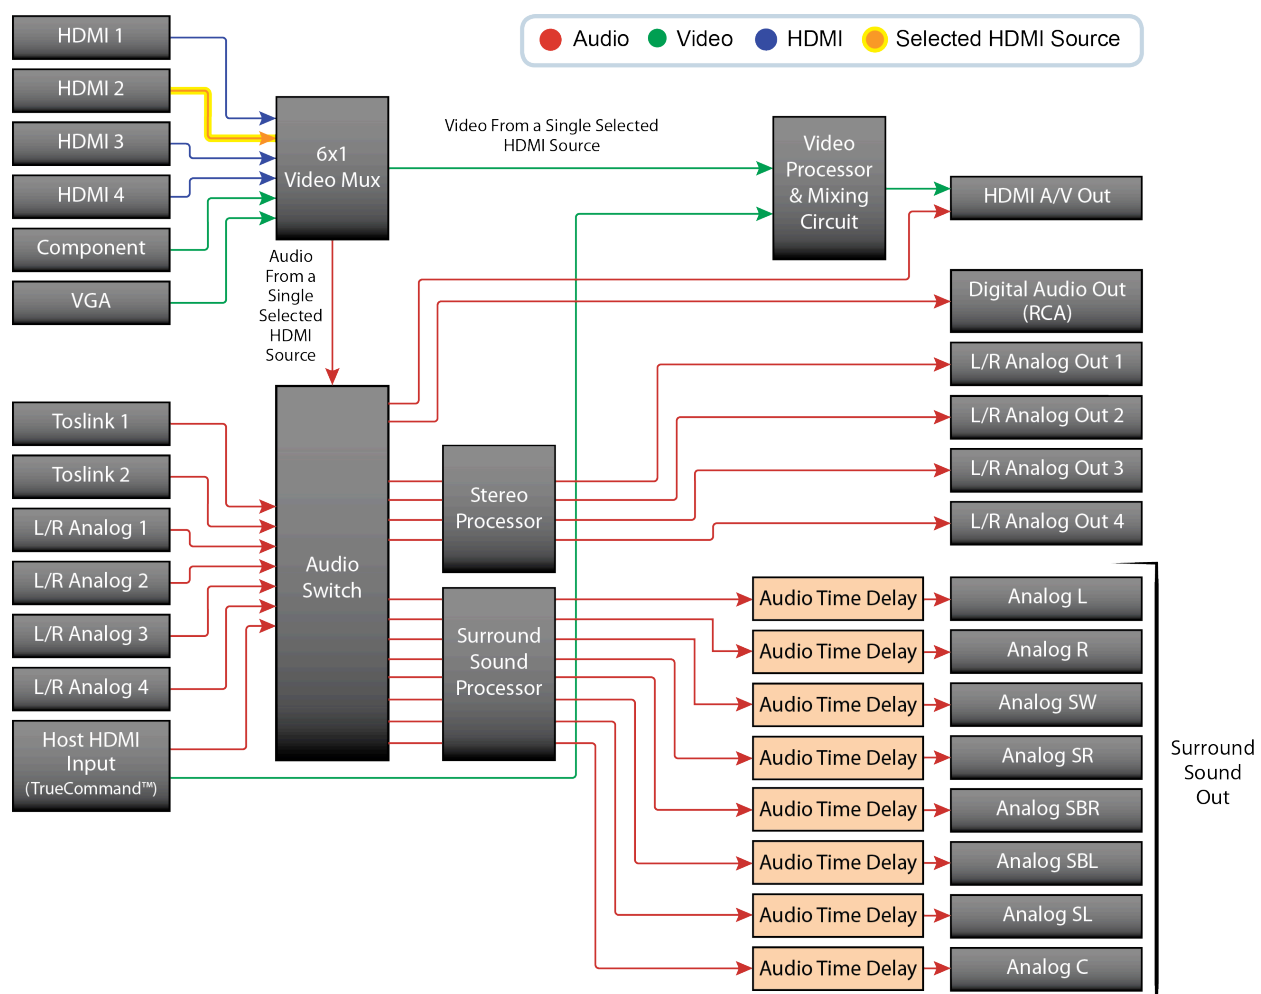 Audio
Video
HDMI
Selected HDMI Source
HDMI 1
HDMI 2
HDMI 3
HDMI 4
Component
VGA
6x1
Video Mux
Video From a Single Selected
HDMI Source
Video
Processor
& Mixing
Circuit
HDMI A/V Out
Audio
From a
Single
Selected
HDMI
Source
Digital Audio Out
(RCA)
L/R Analog Out 1
L/R Analog Out 2
L/R Analog Out 3
L/R Analog Out 4
Toslink 1
Toslink 2
L/R Analog 1
L/R Analog 2
L/R Analog 3
L/R Analog 4
Host HDMI
Input
(TrueCommand™)
Audio
Switch
Stereo
Processor
Surround
Sound
Processor
Audio Time Delay
Analog L
Audio Time Delay
Analog R
Audio Time Delay
Analog SW
Audio Time Delay
Analog SR
Audio Time Delay
Analog SBR
Audio Time Delay
Analog SBL
Audio Time Delay
Analog SL
Audio Time Delay
Analog C
Surround
Sound
Out